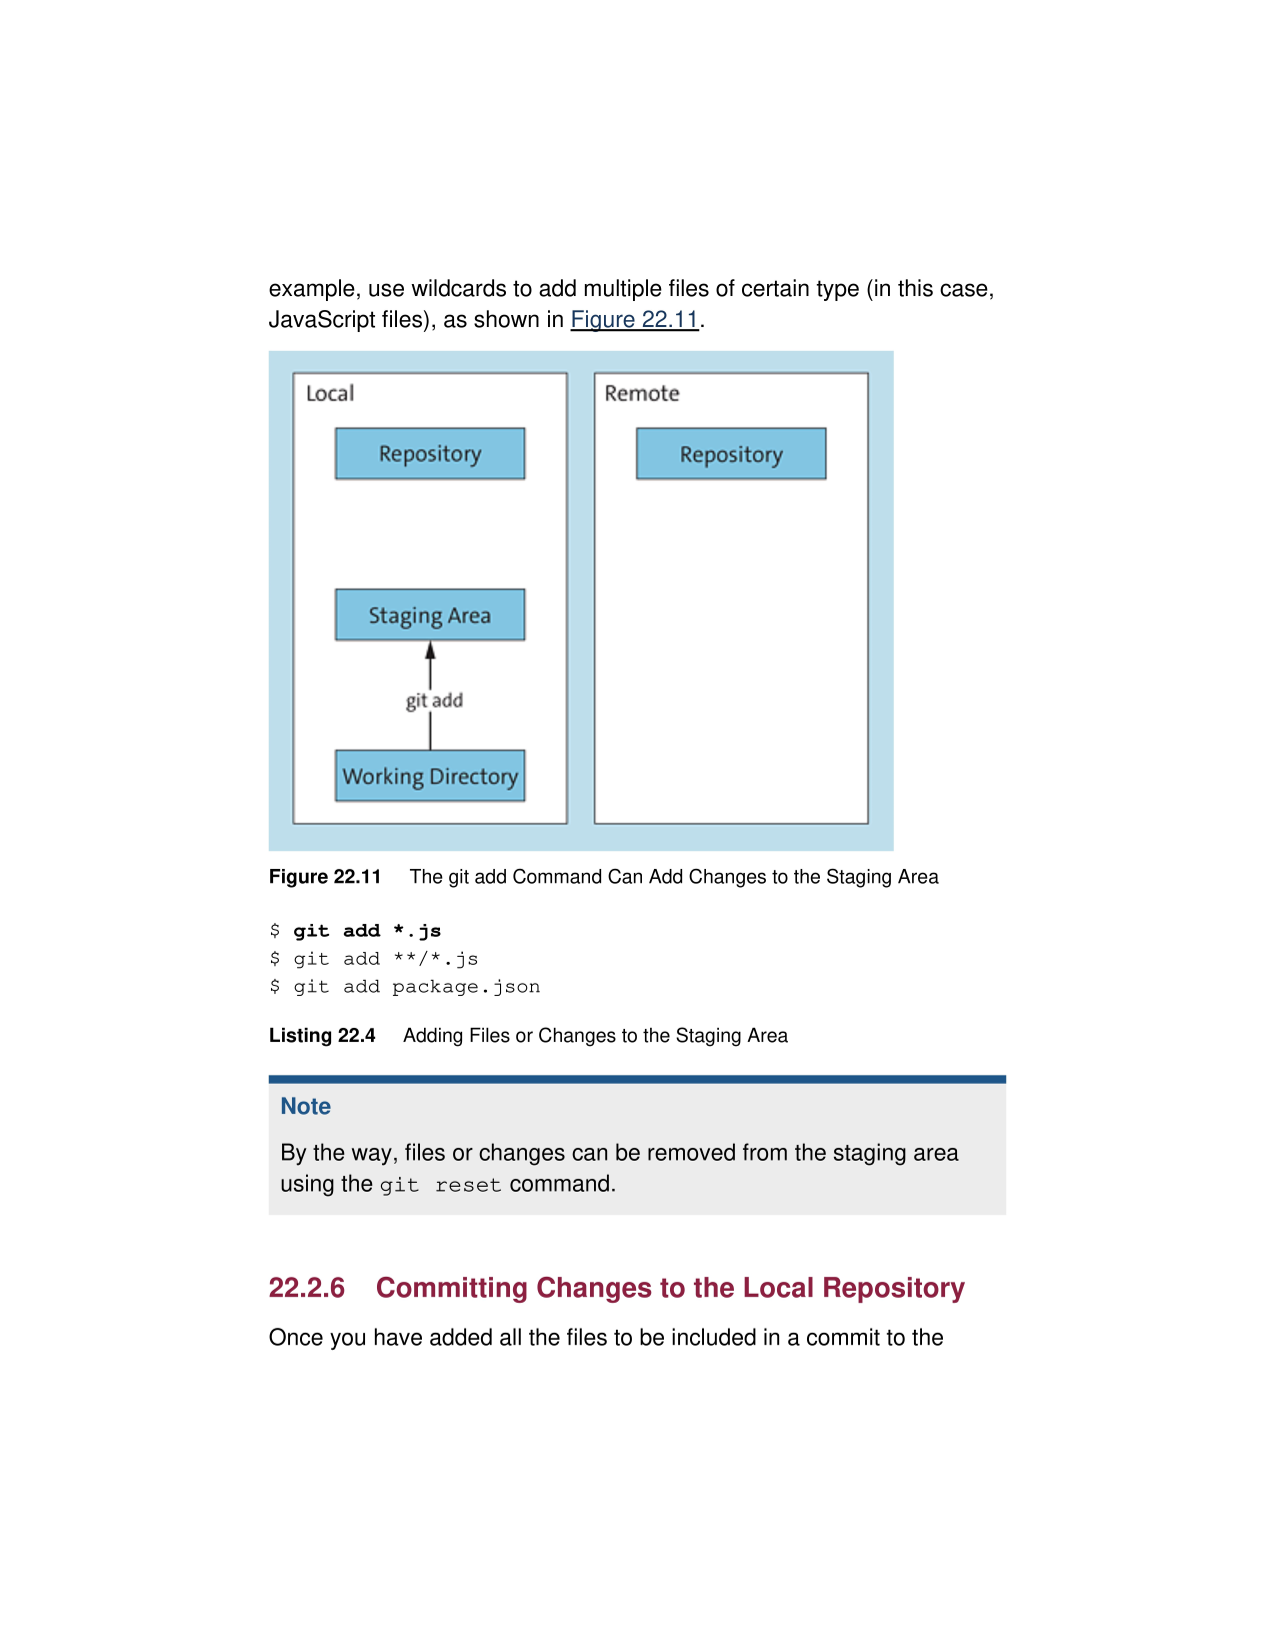 example, use wildcards to add multiple files of certain type (in this case,
JavaScript files), as shown in Figure 22.11.
Local
Remote
Repository
Repository
Staging Area
git add
Working Directory
Figure 22.11 The git add Command Can Add Changes to the Staging Area
$ git add *.js
$ git add **/*.js
$ git add package.json
Listing 22.4 Adding Files or Changes to the Staging Area
Note
By the way, files or changes can be removed from the staging area
using the git reset command.
22.2.6 Committing Changes to the Local Repository
Once you have added all the files to be included in a commit to the